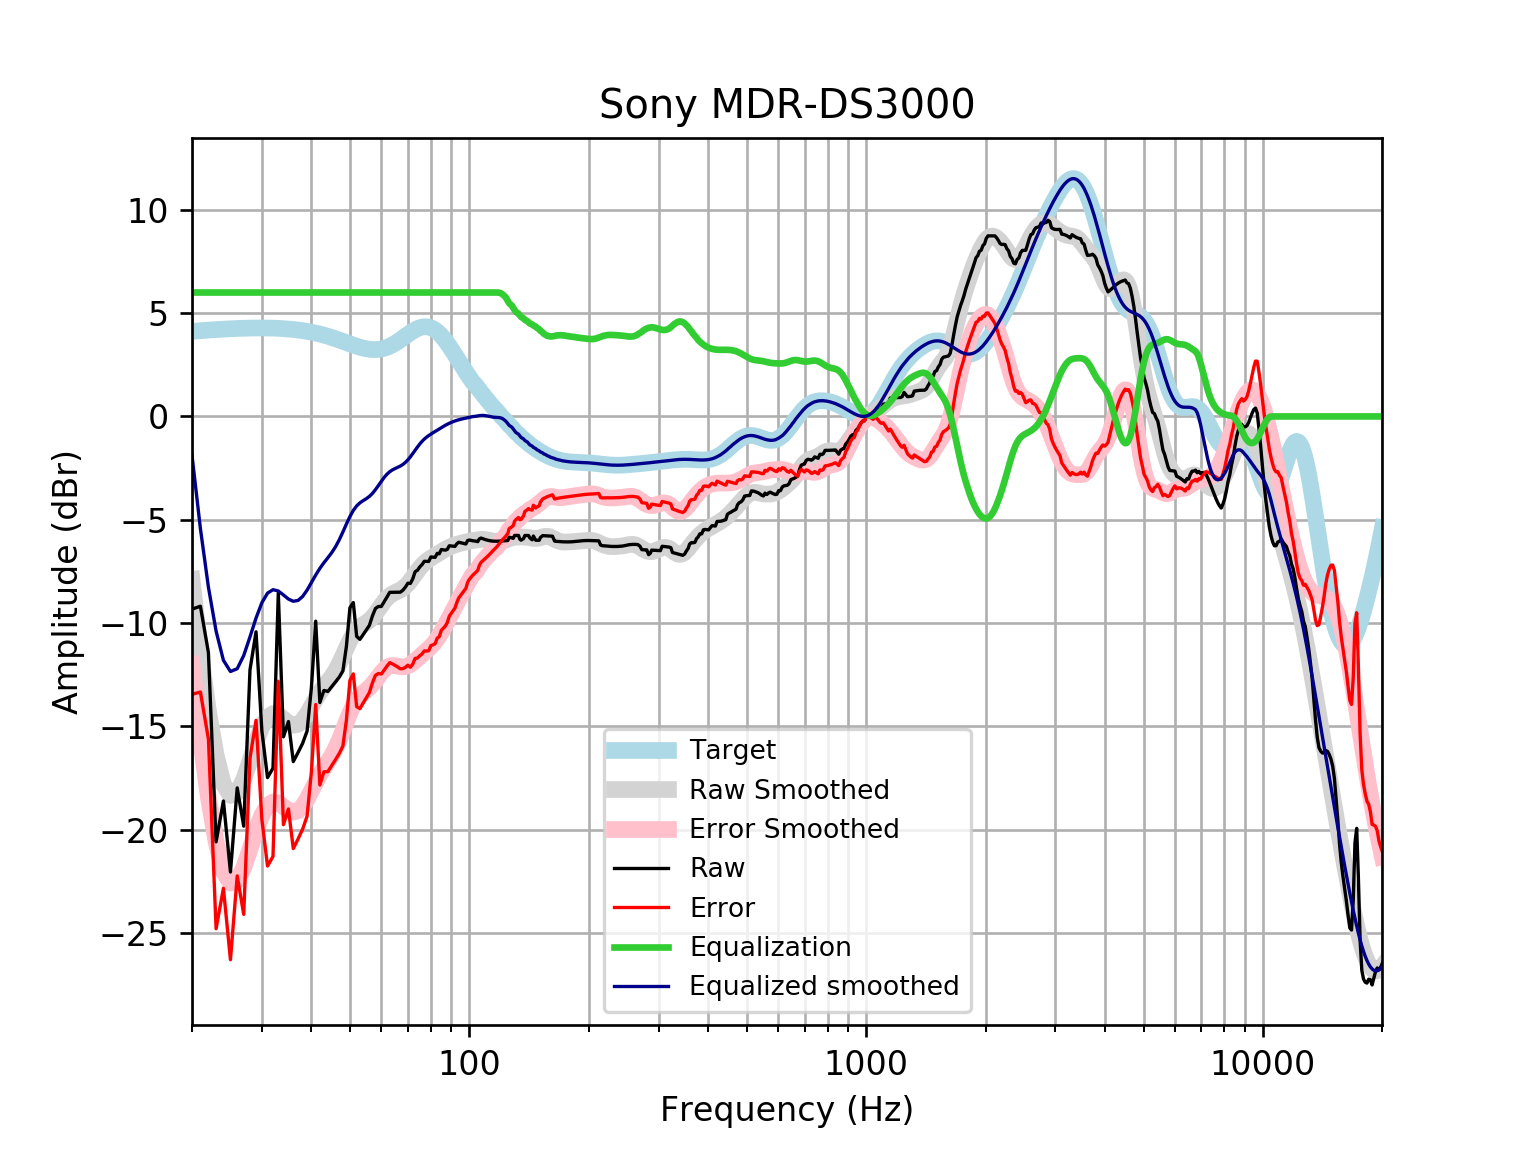 Sony MDR-DS3000
Amplitude (dBr)
10
5
0
−5
−10
−15
−20
−25
Target
Raw Smoothed
Error Smoothed
Raw
Error
Equalization
Equalized smoothed
100
1000
10000
Frequency (Hz)